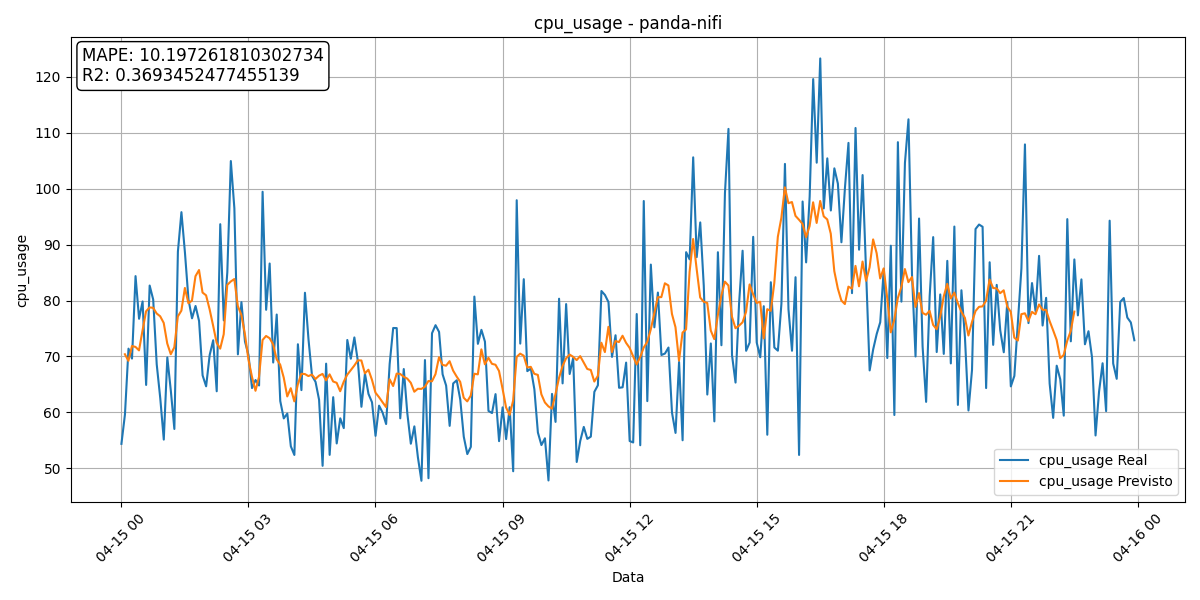 cpu_usage - panda-nifi
MAPE: 10.197261810302734
R2: 0.3693452477455139
120
110
100
90
80
70
60
50
cpu_usage
cpu_usage Real
cpu_usage Previsto
04-15 00
04-15 03
04-15 06
04-15 09
04-15 12
04-15 15
04-15 18
04-15 21
04-16 00
Data